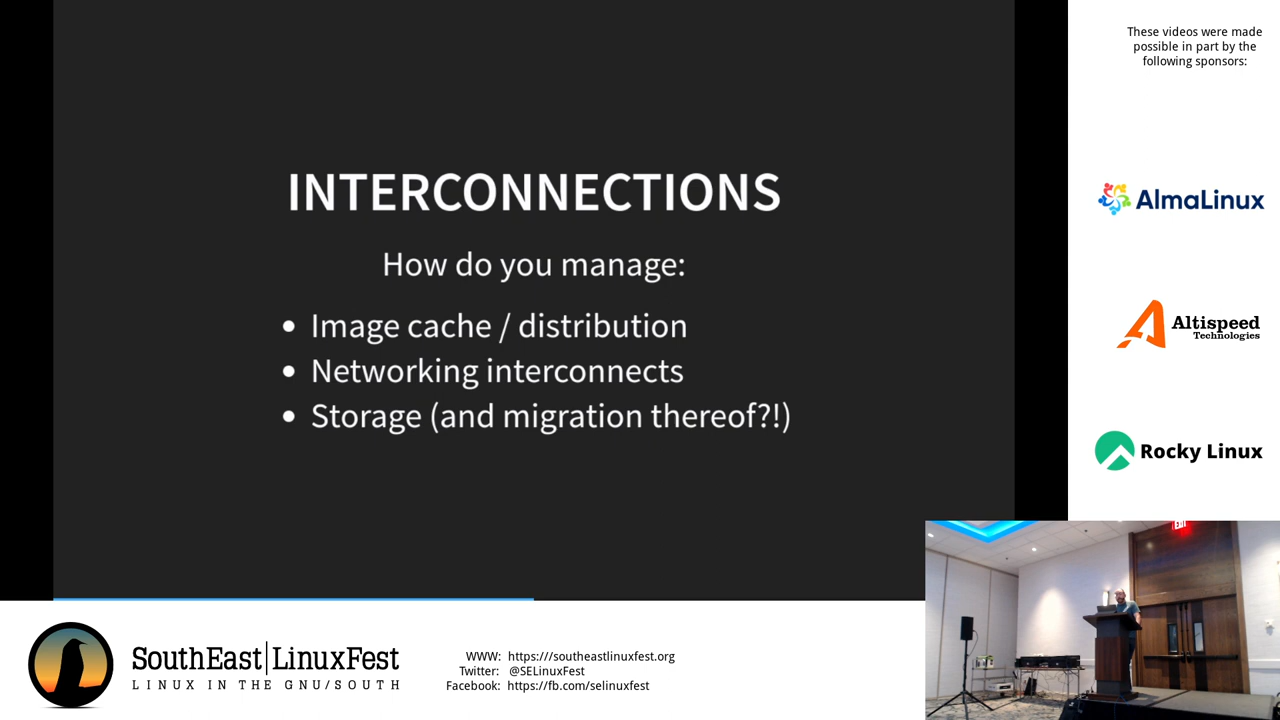 INTERCONNECTIONS
How do you manage:
• Image cache / distribution
• Networking interconnects
• Storage (and migration thereof?!)
These videos were made
possible in part by the
following sponsors:
AlmaLinux
Altispeed
Technologies
Rocky Linux
EXIT
SouthEast|LinuxFest
LINUX IN THE GNU/SOUTH
WWW: https://southeastlinuxfest.org
Twitter: @SELinuxFest
Facebook: https://fb.com/selinuxfest